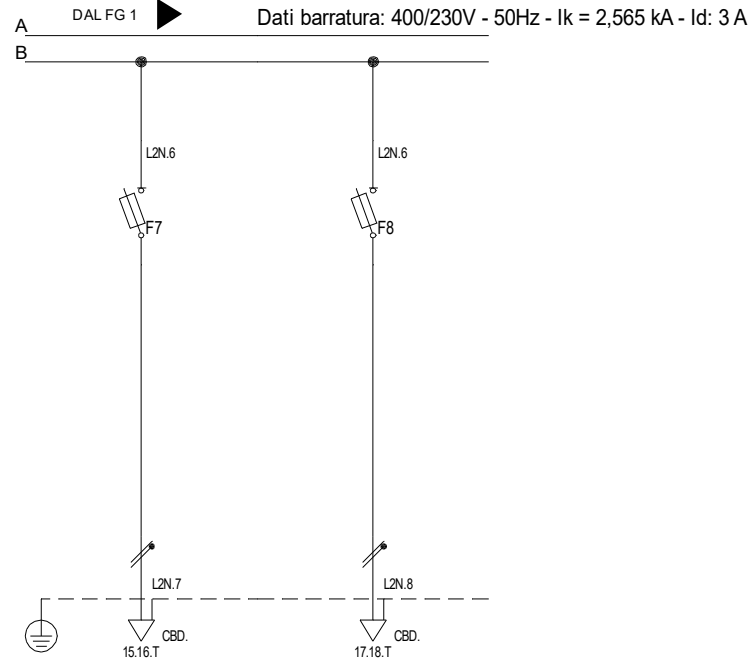 DAL FG 1 Dati barratura: 400/230V - 50Hz - Ik = 2,565 kA - Id: 3 A
A
B
L2N.6 L2N.6
F7 F8
L2N.7 L2N.8
CBD. CBD.
15.16.T 17.18.T